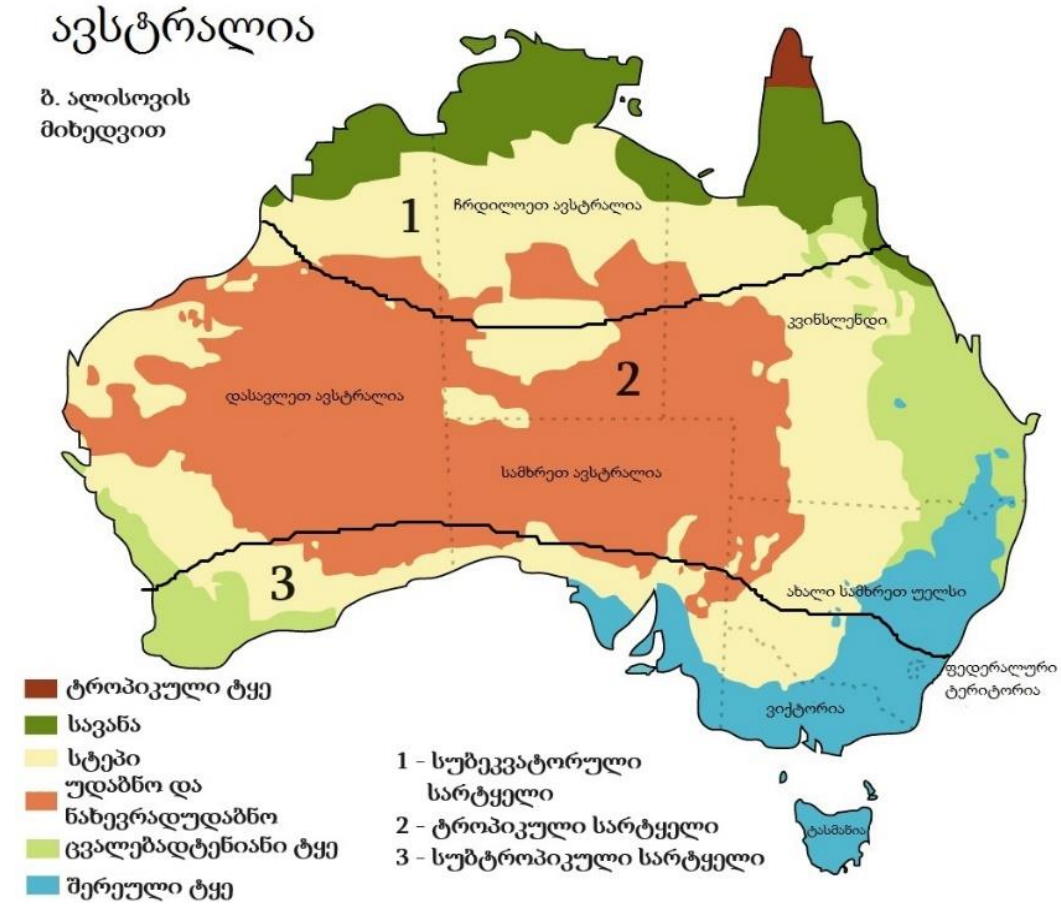 ავსტრალია
ბ. ალისოვის
მიხედვით
1
ჩრდილოეთ ავსტრალია
კვინსლენდი
2
დასავლეთ ავსტრალია
სამხრეთ ავსტრალია
3
ახალი სამხრეთ უელსი
ფედერალური
ტერიტორია
ვიქტორია
ტასმანია
ტროპიკული ტყე
სავანა
სტეპი
უდაბნო და
ნახევრადუდაბნო
ცვალებადტენიანი ტყე
შერეული ტყე
1 - სუბეკვატორული
სარტყელი
2 - ტროპიკული სარტყელი
3 - სუბტროპიკული სარტყელი